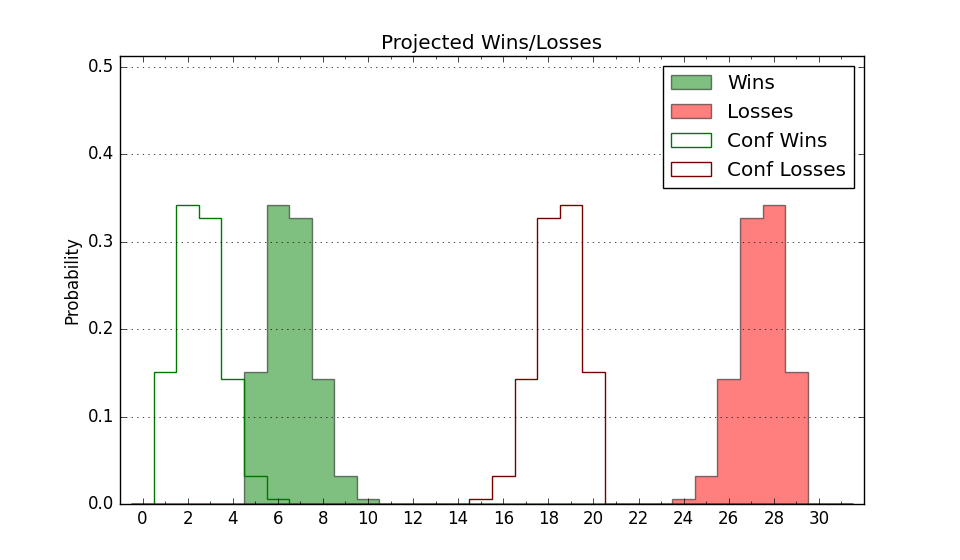 Projected Wins/Losses
Wins
Losses
Conf Wins
Conf Losses
Probability
0.5
0.4
0.3
0.2
0.1
0.0
0 2 4 6 8 10 12 14 16 18 20 22 24 26 28 30